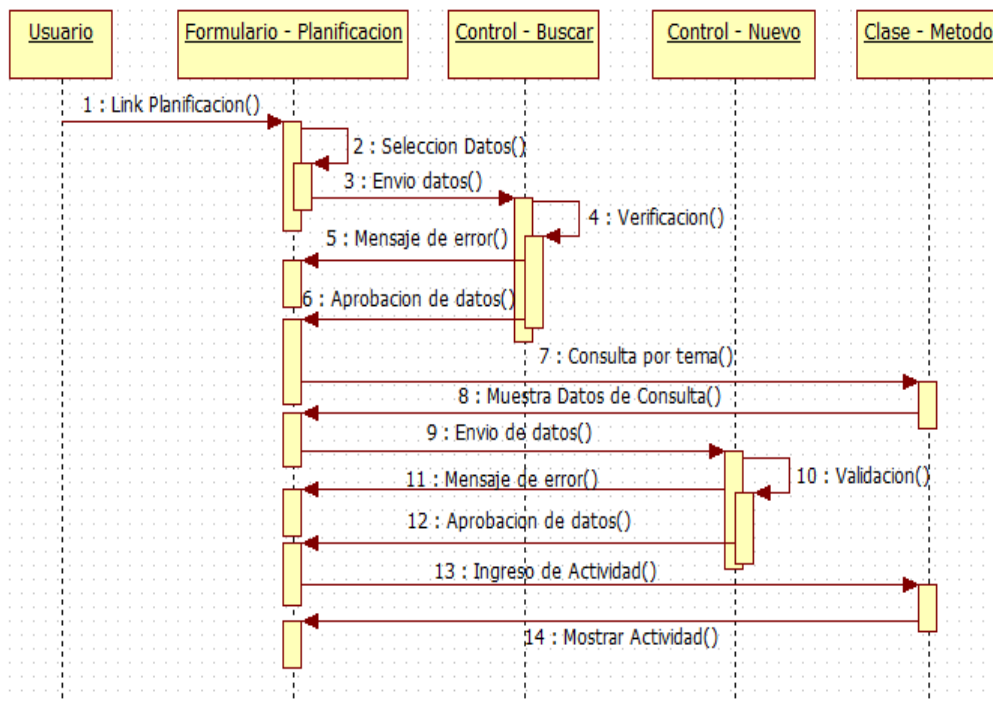 Usuario
Formulario - Planificacion
Control - Buscar
Control - Nuevo
Clase - Metodo
1 : Link Planificacion()
2 : Seleccion Datos()
3 : Envio datos()
4 : Verificacion()
5 : Mensaje de error()
6 : Aprobacion de datos()
7 : Consulta por tema()
8 : Muestra Datos de Consulta()
9 : Envio de datos()
10 : Validacion()
11 : Mensaje de error()
12 : Aprobacion de datos()
13 : Ingreso de Actividad()
14 : Mostrar Actividad()